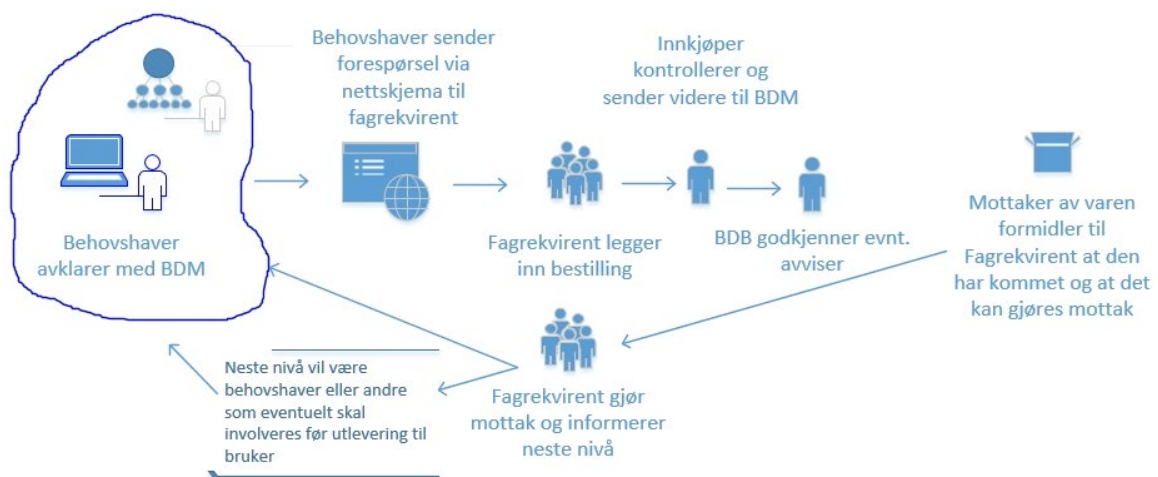 Behovshaver
avklarer med BDM
Behovshaver sender
forespørsel via
nettskjema til
fagrekvirent
Fagrekvirent legger
inn bestilling
Innkjøper
kontrollerer og
sender videre til BDM
BDB godkjenner evnt.
avviser
Mottaker av varen
formidler til
Fagrekvirent at den
har kommet og at det
kan gjøres mottak
Fagrekvirent gjør
mottak og informerer
neste nivå
Neste nivå vil være
behovshaver eller andre
som eventuelt skal
involveres før utlevering til
bruker